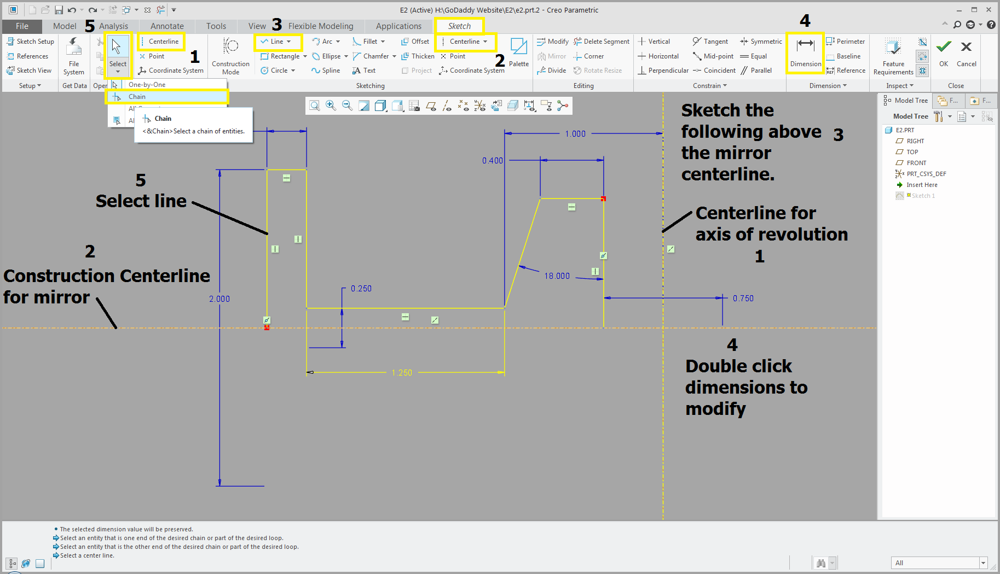 E2 (Active) H:\GoDaddy Website\E2\e2.prt.2 - Creo Parametric
File Model 5 Analysis Annotate Tools View 3 Flexible Modeling Applications Sketch 4
Sketch Setup
References
Sketch View
Setup
File System
Get Data
Select
Centerline
Point 1
Coordinate System
Construction Mode
Line Arc Fillet Offset Centerline
Rectangle Ellipse Chamfer Thicken Point 2
Circle Spline Text Project Coordinate System
Palette
Sketching
Modify Delete Segment
Mirror Corner
Divide Rotate Resize
Editing
Vertical Tangent Symmetric
Horizontal Mid-point Equal
Perpendicular Coincident Parallel
Constrain
Dimension
Perimeter
Baseline
Reference
Dimension
Feature Requirements
Inspect
OK Cancel
Close
One-by-One
Chain
Chain
<&Chain>Select a chain of entities.
Sketch the
following above 3
the mirror
centerline.
1.000
0.400
5
Select line
Centerline for
axis of revolution
1
2
Construction Centerline
for mirror
2.000
0.250
18.000
0.750
1.250
4
Double click
dimensions to
modify
Model Tree F... F...
Model Tree
E2.PRT
RIGHT
TOP
FRONT
PRT_CSYS_DEF
Insert Here
Sketch 1
The selected dimension value will be preserved.
Select an entity that is one end of the desired chain or part of the desired loop.
Select an entity that is the other end of the desired chain or part of the desired loop.
Select a center line.
All